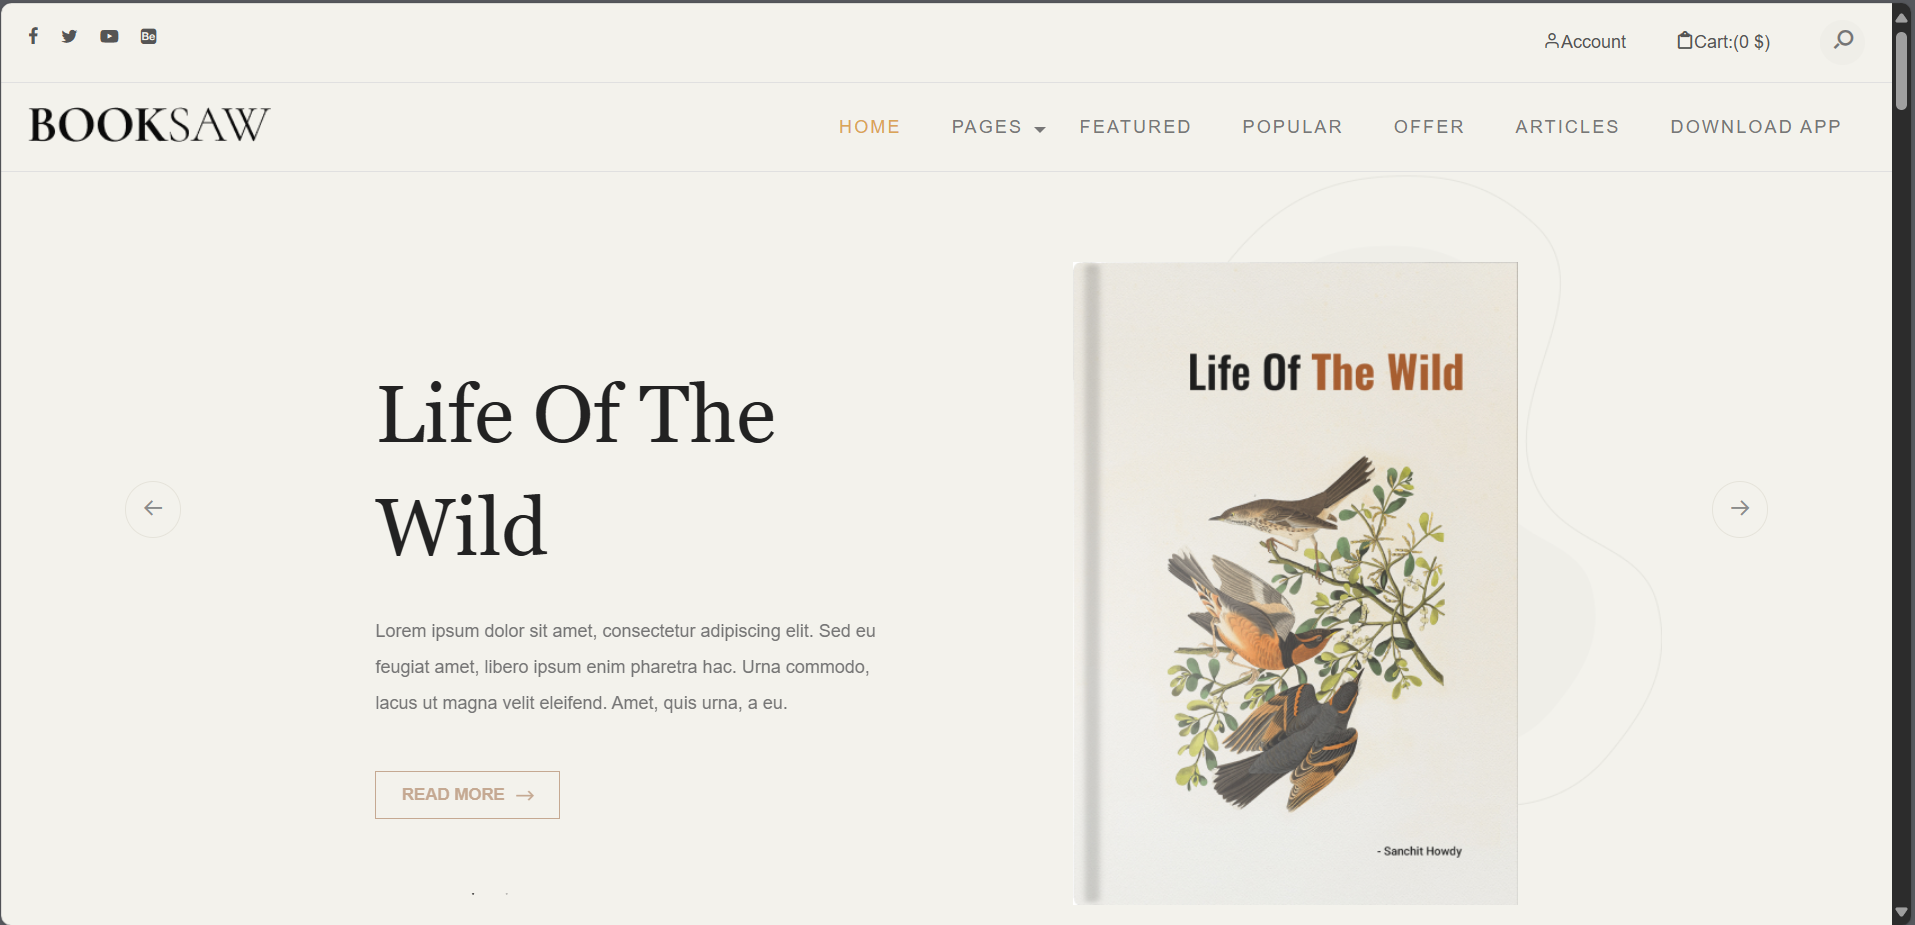 Be
Account
Cart:(0 $)
BOOKSAW
HOME
PAGES
FEATURED
POPULAR
OFFER
ARTICLES
DOWNLOAD APP
Life Of The
Wild
Lorem ipsum dolor sit amet, consectetur adipiscing elit. Sed eu
feugiat amet, libero ipsum enim pharetra hac. Urna commodo,
lacus ut magna velit eleifend. Amet, quis urna, a eu.
READ MORE
Life Of The Wild
- Sanchit Howdy